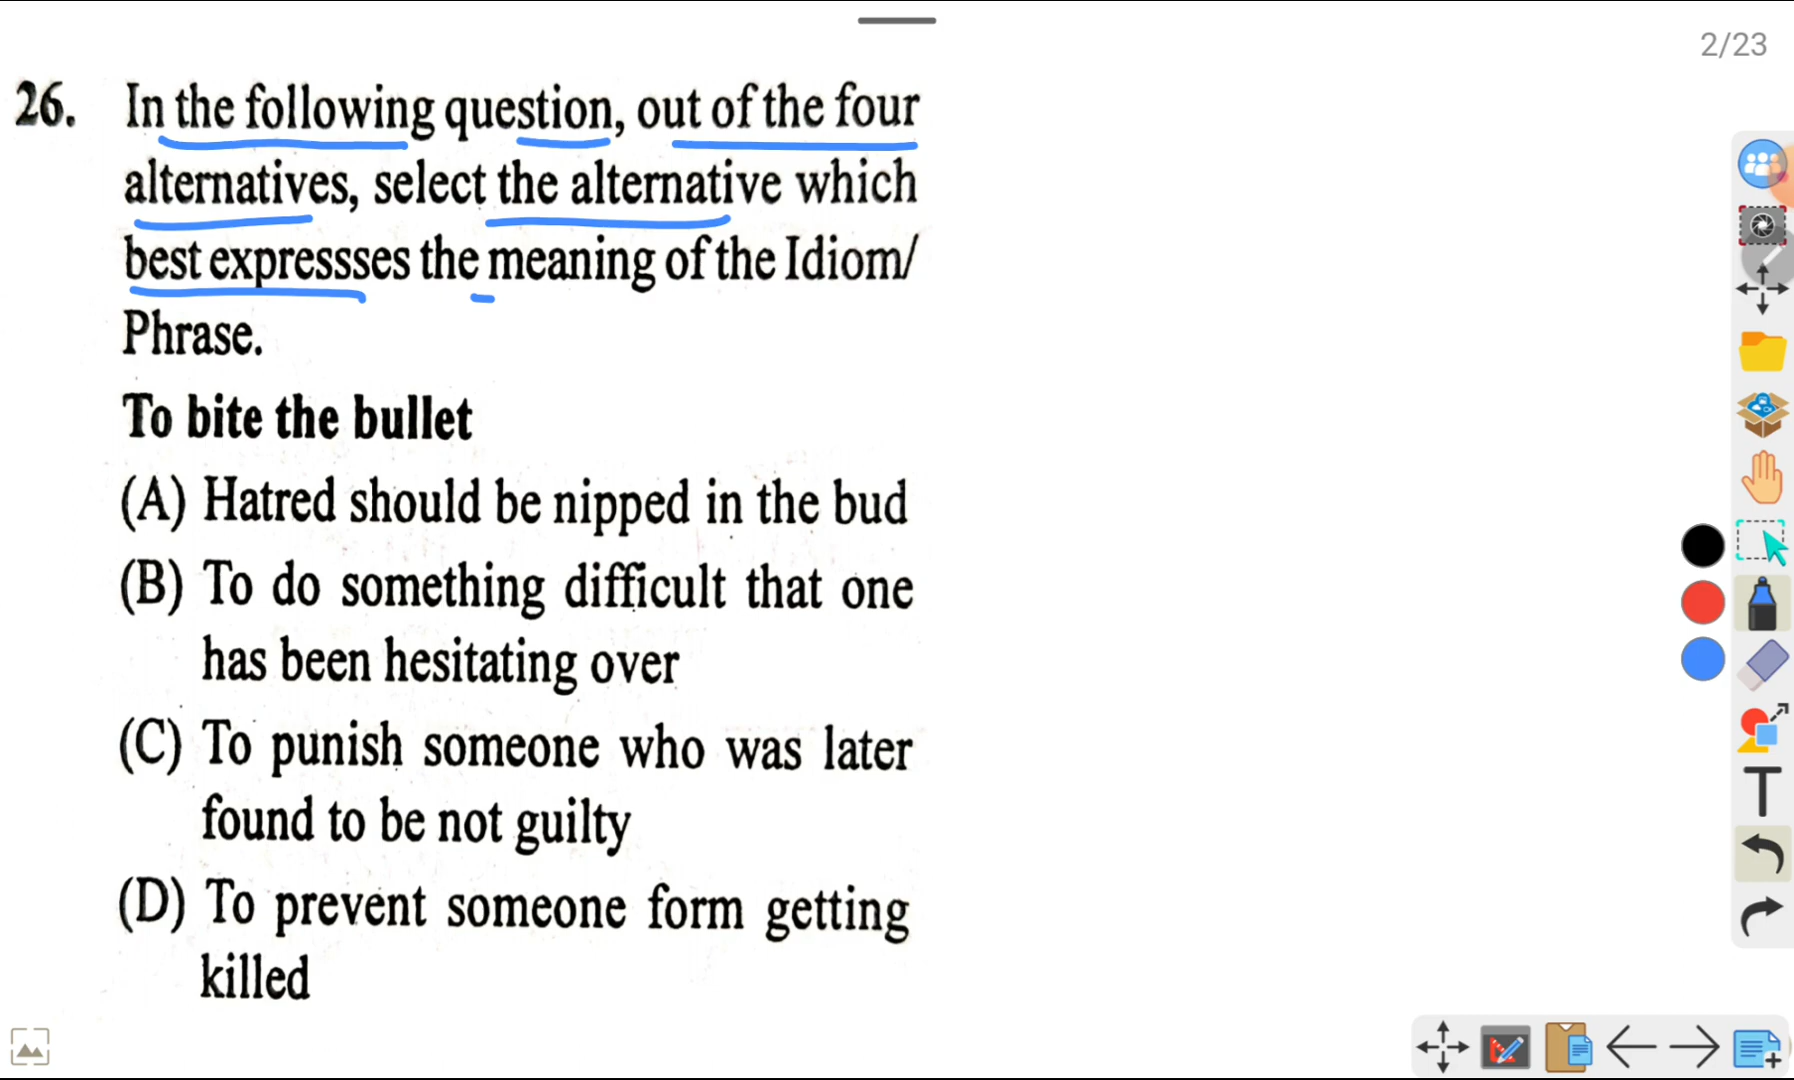 2/23
26. In the following question, out of the four
alternatives, select the alternative which
best expressses the meaning of the Idiom/
Phrase.
To bite the bullet
(A) Hatred should be nipped in the bud
(B) To do something difficult that one
has been hesitating over
(C) To punish someone who was later
found to be not guilty
(D) To prevent someone form getting
killed
T